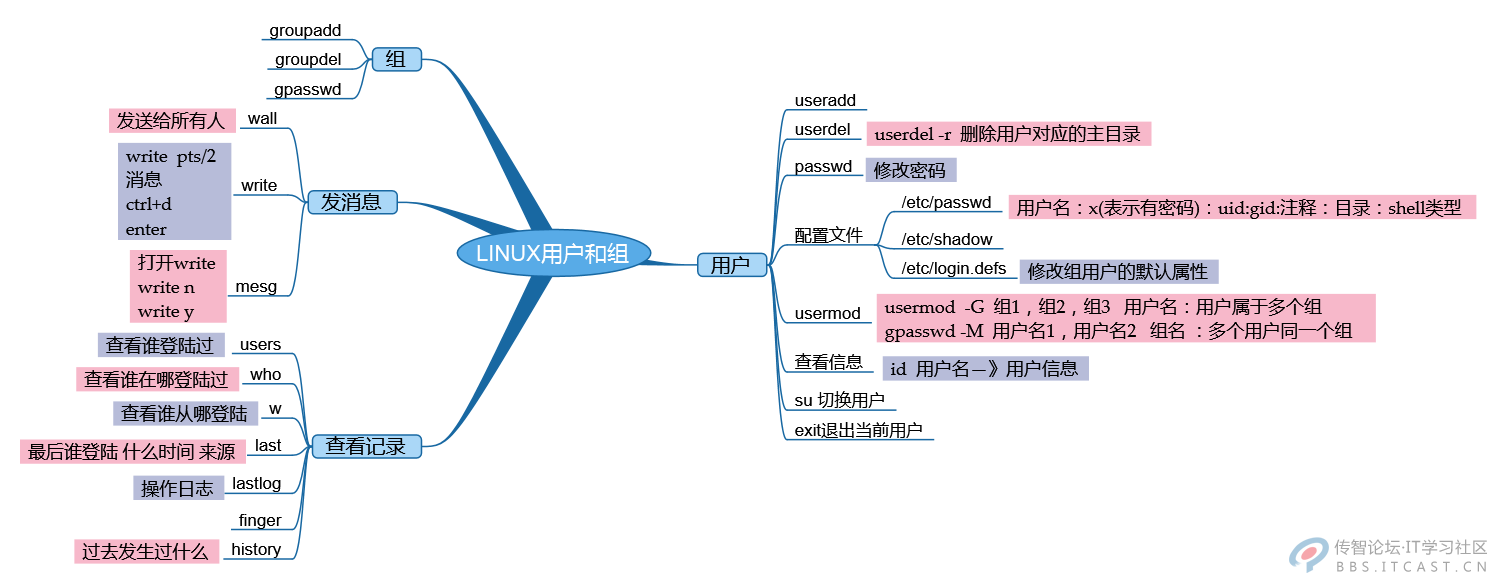 LINUX用户和组
组
groupadd
groupdel
gpasswd
发消息
wall
发送给所有人
write
write pts/2
消息
ctrl+d
enter
mesg
打开write
write n
write y
查看记录
users
查看谁登陆过
who
查看谁在哪登陆过
w
查看谁从哪登陆
last
最后谁登陆 什么时间 来源
lastlog
操作日志
finger
history
过去发生过什么
用户
useradd
userdel
userdel -r 删除用户对应的主目录
passwd
修改密码
配置文件
/etc/passwd
用户名：x(表示有密码)：uid:gid:注释：目录：shell类型
/etc/shadow
/etc/login.defs
修改组用户的默认属性
usermod
usermod -G 组1，组2，组3 用户名：用户属于多个组
gpasswd -M 用户名1，用户名2 组名 ：多个用户同一个组
查看信息
id 用户名—》用户信息
su 切换用户
exit退出当前用户
传智论坛·IT学习社区
BBS.ITCAST.CN